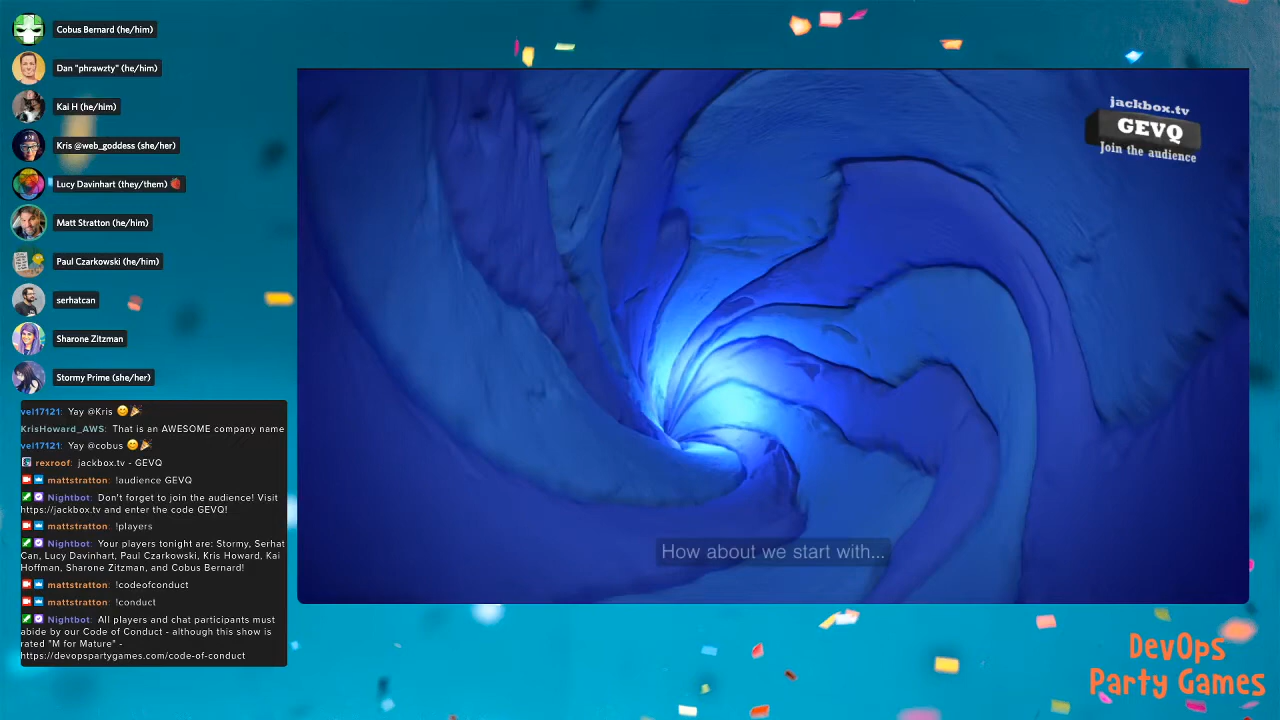 Cobus Bernard (he/him)
Dan "phrawzty" (he/him)
Kai H (he/him)
Kris @web_goddess (she/her)
Lucy Davinhart (they/them) 🍓
Matt Stratton (he/him)
Paul Czarkowski (he/him)
serhatcan
Sharone Zitzman
Stormy Prime (she/her)
vel17121: Yay @Kris 😊🎉
KrisHoward_AWS: That is an AWESOME company name
vel17121: Yay @cobus 😊🎉
rexroof: jackbox.tv - GEVQ
mattstratton: !audience GEVQ
Nightbot: Don't forget to join the audience! Visit
https://jackbox.tv and enter the code GEVQ!
mattstratton: !players
Nightbot: Your players tonight are: Stormy, Serhat
Can, Lucy Davinhart, Paul Czarkowski, Kris Howard, Kai
Hoffman, Sharone Zitzman, and Cobus Bernard!
mattstratton: !codeofconduct
mattstratton: !conduct
Nightbot: All players and chat participants must
abide by our Code of Conduct - although this show is
rated "M for Mature" -
https://devopspartygames.com/code-of-conduct
jackbox.tv
GEVQ
Join the audience
How about we start with...
DevOps
Party Games